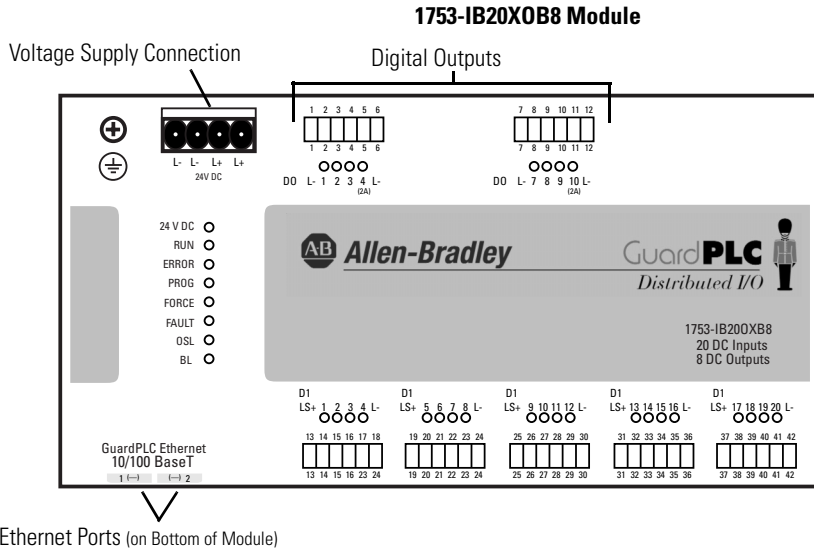 1753-IB20XOB8 Module
Voltage Supply Connection
Digital Outputs
1 2 3 4 5 6
7 8 9 10 11 12
1 2 3 4 5 6
7 8 9 10 11 12
L- L- L+ L+
24V DC
DO L- 1 2 3 4 L-
(2A)
DO L- 7 8 9 10 L-
(2A)
24 V DC
RUN
ERROR
PROG
FORCE
FAULT
OSL
BL
AB Allen-Bradley
GuardPLC
Distributed I/O
1753-IB20OXB8
20 DC Inputs
8 DC Outputs
D1
LS+ 1 2 3 4 L-
13 14 15 16 17 18
13 14 15 16 23 24
D1
LS+ 5 6 7 8 L-
19 20 21 22 23 24
19 20 21 22 23 24
D1
LS+ 9 10 11 12 L-
25 26 27 28 29 30
25 26 27 28 29 30
D1
LS+ 13 14 15 16 L-
31 32 33 34 35 36
31 32 33 34 35 36
D1
LS+ 17 18 19 20 L-
37 38 39 40 41 42
37 38 39 40 41 42
GuardPLC Ethernet
10/100 BaseT
1 (—) (—) 2
Ethernet Ports (on Bottom of Module)